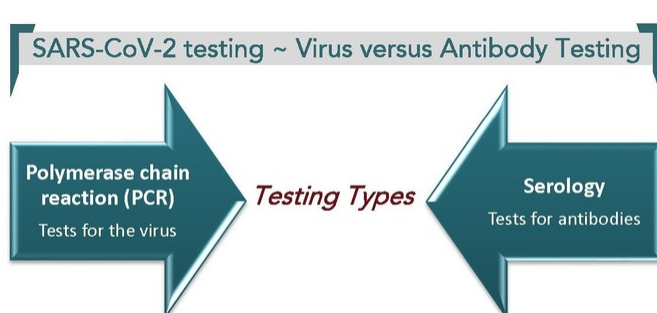 SARS-CoV-2 testing ~ Virus versus Antibody Testing
Polymerase chain
reaction (PCR)
Tests for the virus
Testing Types
Serology
Tests for antibodies